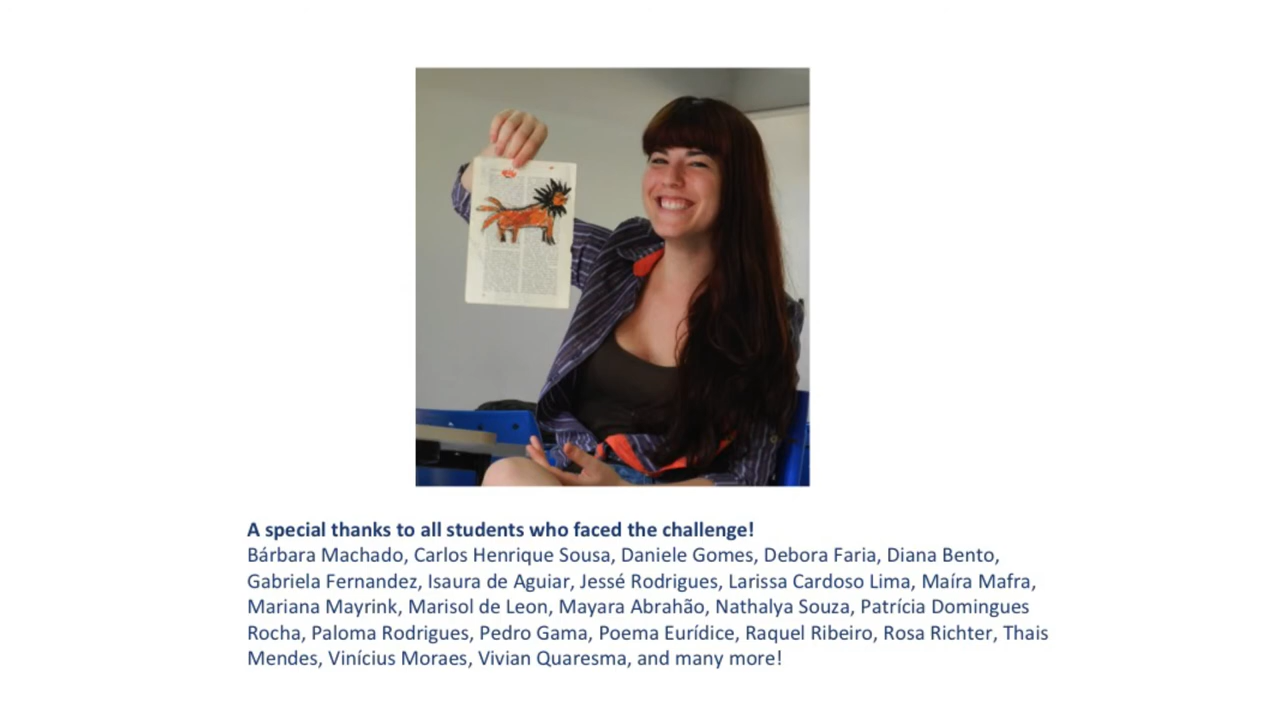 A special thanks to all students who faced the challenge!
Bárbara Machado, Carlos Henrique Sousa, Daniele Gomes, Debora Faria, Diana Bento,
Gabriela Fernandez, Isaura de Aguiar, Jessé Rodrigues, Larissa Cardoso Lima, Maíra Mafra,
Mariana Mayrink, Marisol de Leon, Mayara Abrahão, Nathalya Souza, Patrícia Domingues
Rocha, Paloma Rodrigues, Pedro Gama, Poema Eurídice, Raquel Ribeiro, Rosa Richter, Thais
Mendes, Vinícius Moraes, Vivian Quaresma, and many more!